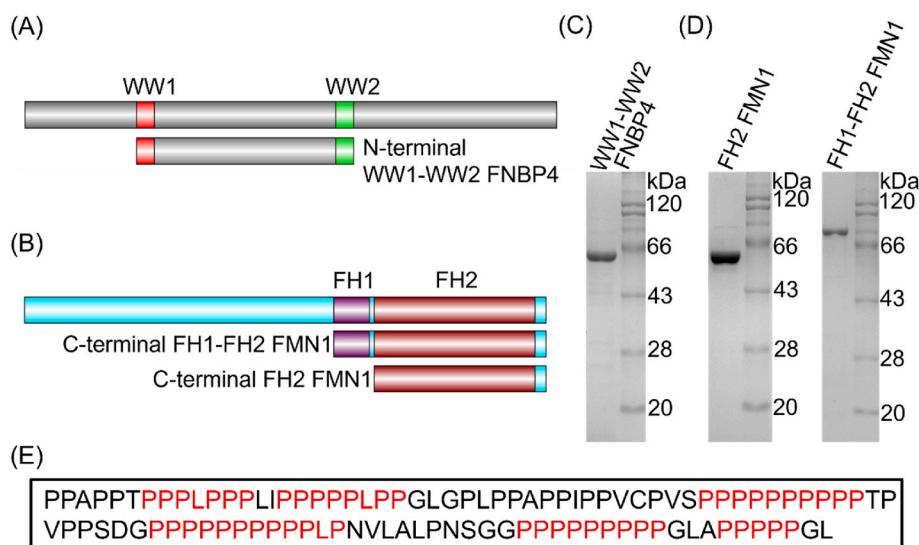 (A)
WW1
WW2
N-terminal
WW1-WW2 FNBP4
(B)
FH1
FH2
C-terminal FH1-FH2 FMN1
C-terminal FH2 FMN1
(C)
WW1-WW2
FNBP4
kDa
120
66
43
28
20
(D)
FH2 FMN1
kDa
120
66
43
28
20
FH1-FH2 FMN1
kDa
120
66
43
28
20
(E)
PPAPPTPPPLPPPLIPPPPPLPPGLGPLPPAPPIPPVCPVSPPPPPPPPPPTP
VPPSDGPPPPPPPPPPLPNVLALPNSGGPPPPPPPPPGLAPPPPPGL